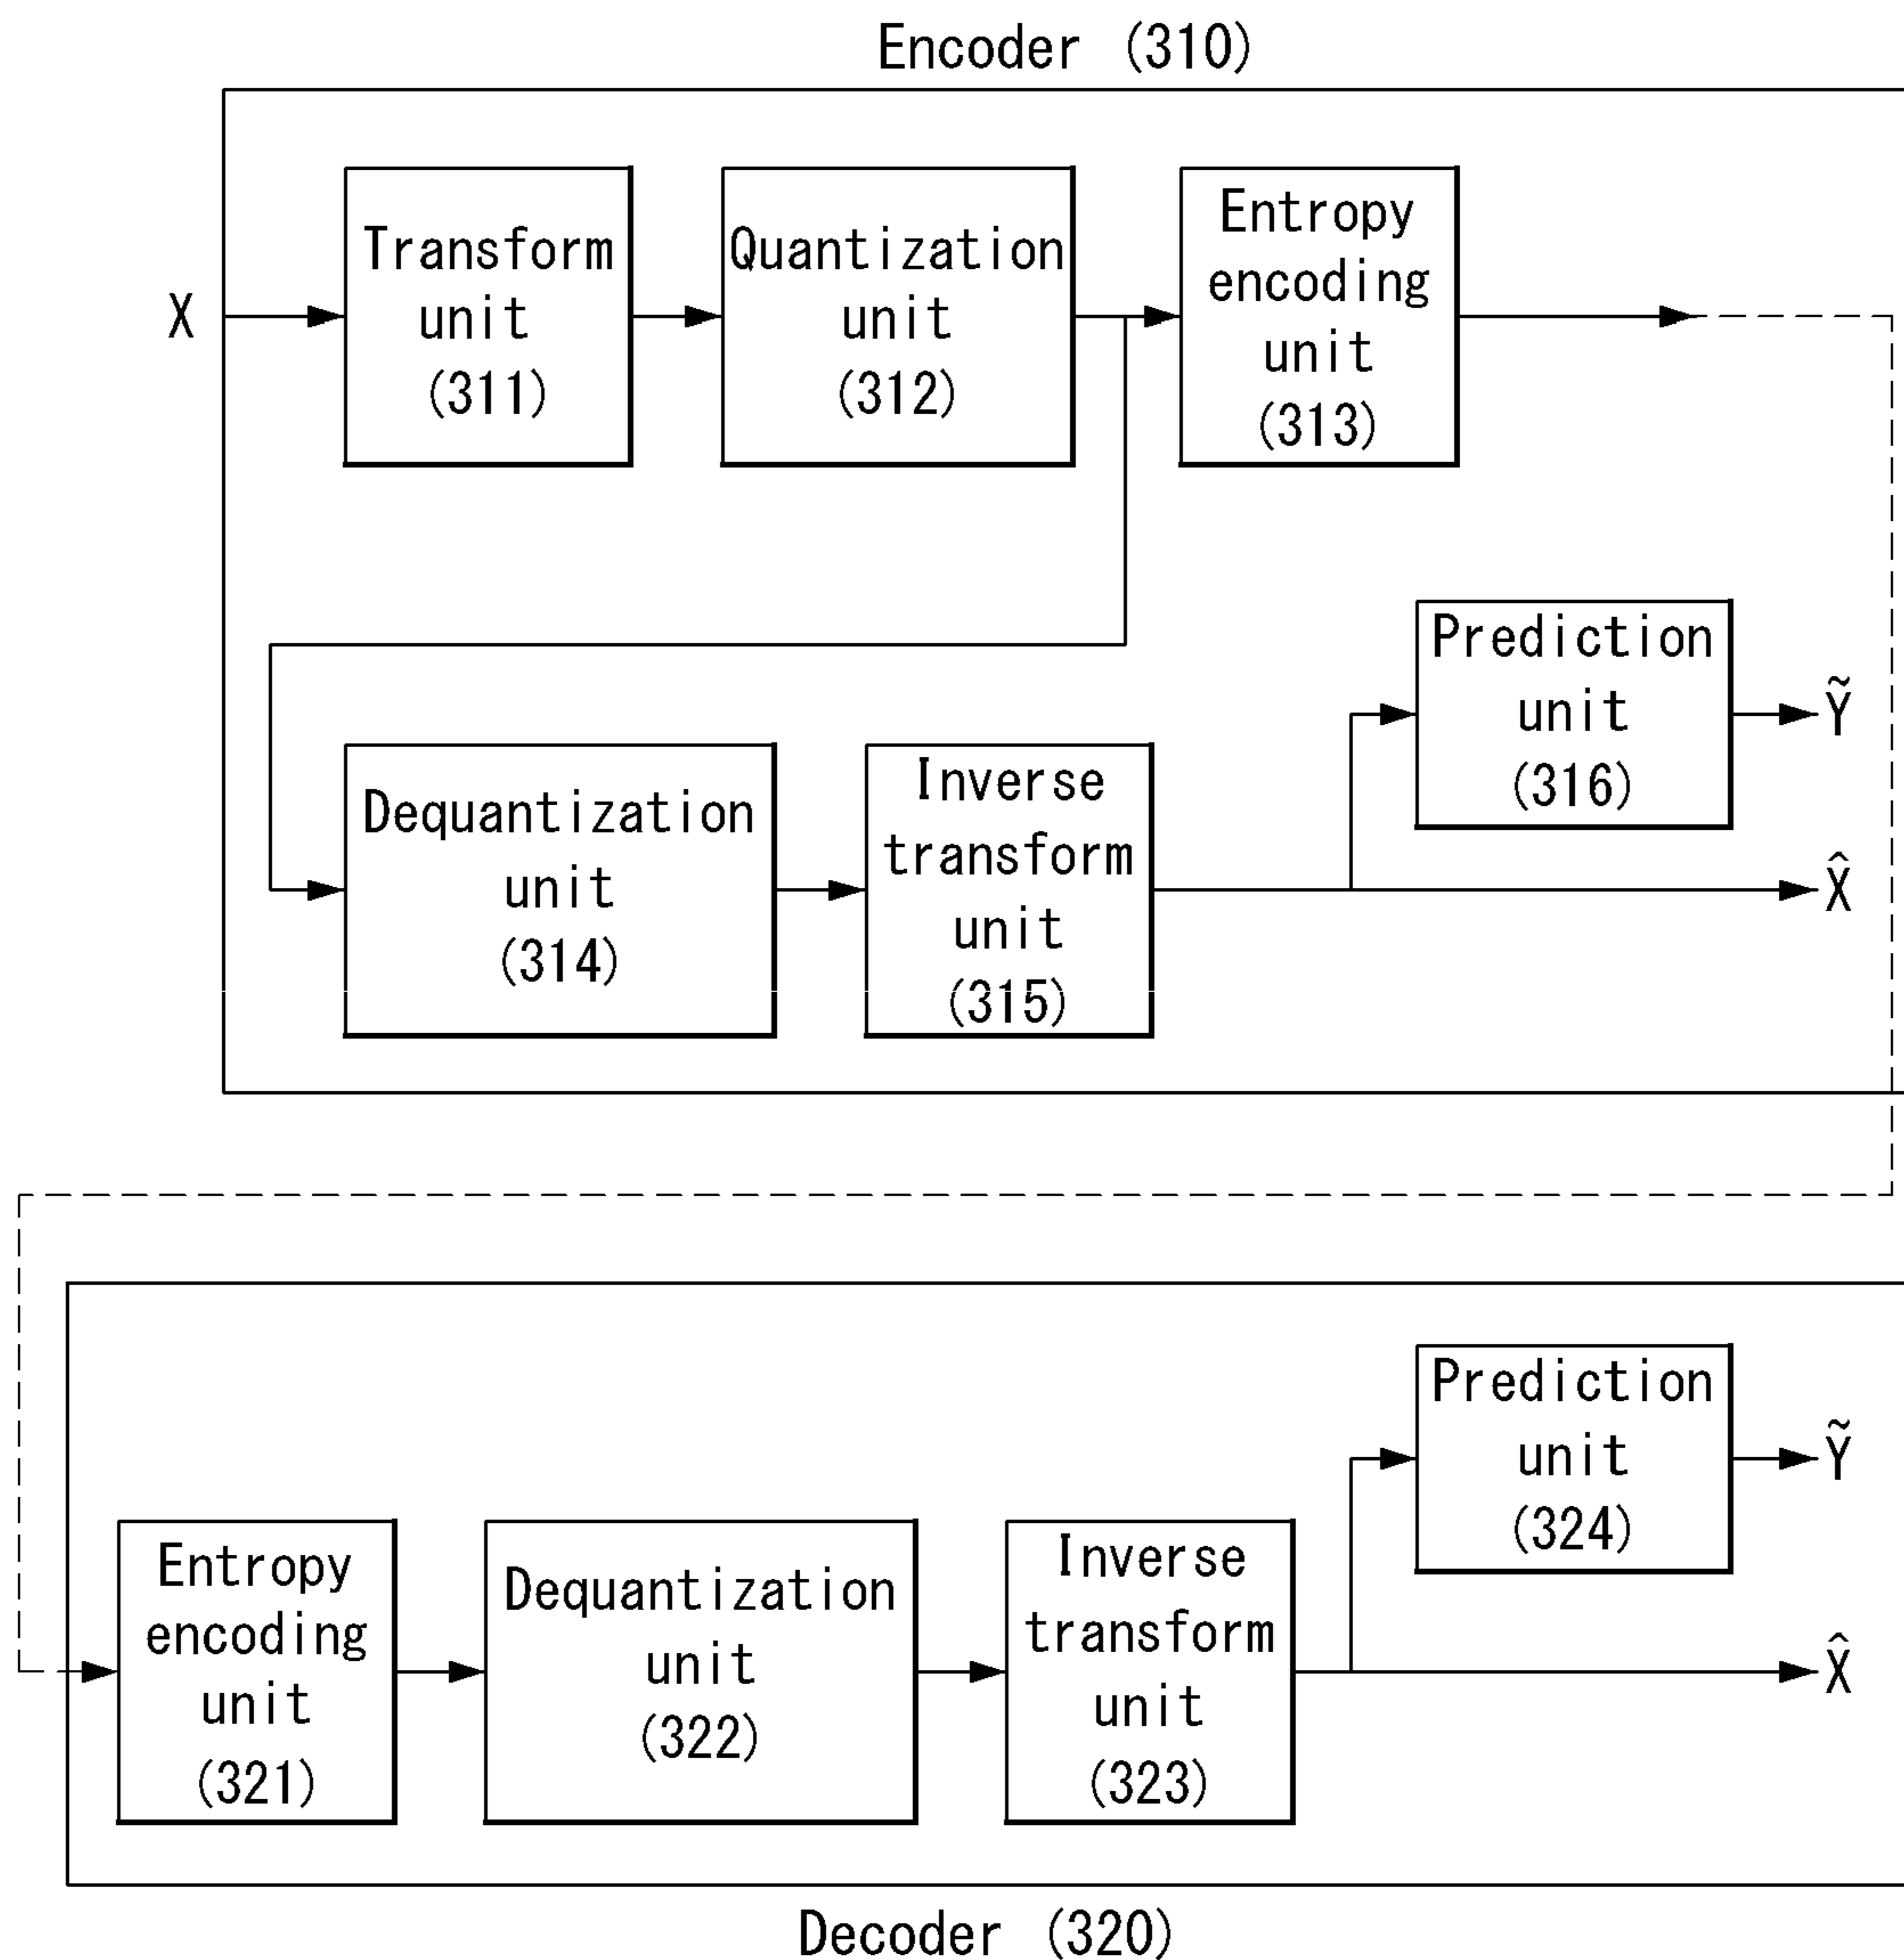 Encoder (310)
X
Transform
unit
(311)
Quantization
unit
(312)
Entropy
encoding
unit
(313)
Prediction
unit
(316)
Ỹ
Dequantization
unit
(314)
Inverse
transform
unit
(315)
X̂
Prediction
unit
(324)
Ỹ
Entropy
encoding
unit
(321)
Dequantization
unit
(322)
Inverse
transform
unit
(323)
X̂
Decoder (320)